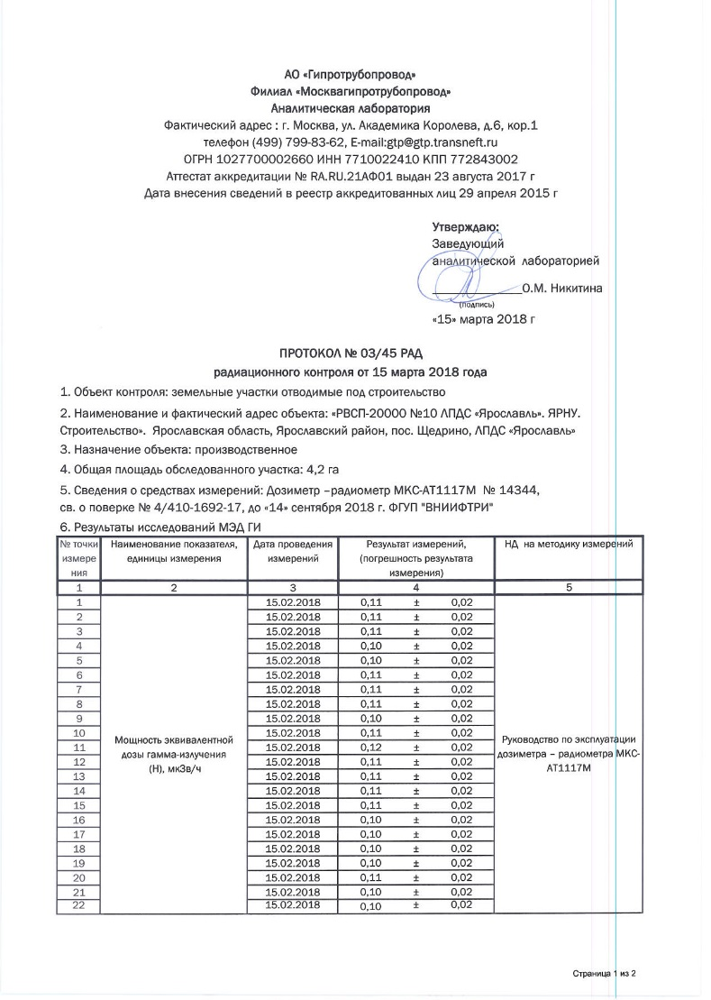 АО «Гипротрубопровод»
Филиал «Москвагипротрубопровод»
Аналитическая лаборатория
Фактический адрес : г. Москва, ул. Академика Королева, д.6, кор.1
телефон (499) 799-83-62, E-mail:gtp@gtp.transneft.ru
ОГРН 1027700002660 ИНН 7710022410 КПП 772843002
Аттестат аккредитации № RA.RU.21АФ01 выдан 23 августа 2017 г
Дата внесения сведений в реестр аккредитованных лиц 29 апреля 2015 г
Утверждаю:
Заведующий
аналитической лабораторией
О.М. Никитина
(подпись)
«15» марта 2018 г
ПРОТОКОЛ № 03/45 РАД
радиационного контроля от 15 марта 2018 года
1. Объект контроля: земельные участки отводимые под строительство
2. Наименование и фактический адрес объекта: «РВСП-20000 №10 ЛПДС «Ярославль». ЯРНУ.
Строительство». Ярославская область, Ярославский район, пос. Щедрино, ЛПДС «Ярославль»
3. Назначение объекта: производственное
4. Общая площадь обследованного участка: 4,2 га
5. Сведения о средствах измерений: Дозиметр –радиометр МКС-АТ1117М № 14344,
св. о поверке № 4/410-1692-17, до «14» сентября 2018 г. ФГУП "ВНИИФТРИ"
6. Результаты исследований МЭД ГИ
№ точки Наименование показателя, Дата проведения Результат измерений, НД на методику измерений
измере единицы измерения измерений (погрешность результата
ния измерения)
1 2 3 4 5
1 15.02.2018 0,11 ± 0,02
2 15.02.2018 0,11 ± 0,02
3 15.02.2018 0,11 ± 0,02
4 15.02.2018 0,10 ± 0,02
5 15.02.2018 0,10 ± 0,02
6 15.02.2018 0,11 ± 0,02
7 15.02.2018 0,11 ± 0,02
8 15.02.2018 0,11 ± 0,02
9 15.02.2018 0,10 ± 0,02
10 15.02.2018 0,11 ± 0,02
Мощность эквивалентной Руководство по эксплуатации
11 15.02.2018 0,12 ± 0,02
дозы гамма-излучения дозиметра – радиометра МКС-
12 15.02.2018 0,11 ± 0,02
(Н), мкЗв/ч АТ1117М
13 15.02.2018 0,11 ± 0,02
14 15.02.2018 0,11 ± 0,02
15 15.02.2018 0,11 ± 0,02
16 15.02.2018 0,10 ± 0,02
17 15.02.2018 0,10 ± 0,02
18 15.02.2018 0,10 ± 0,02
19 15.02.2018 0,10 ± 0,02
20 15.02.2018 0,11 ± 0,02
21 15.02.2018 0,10 ± 0,02
22 15.02.2018 0,10 ± 0,02
Страница 1 из 2